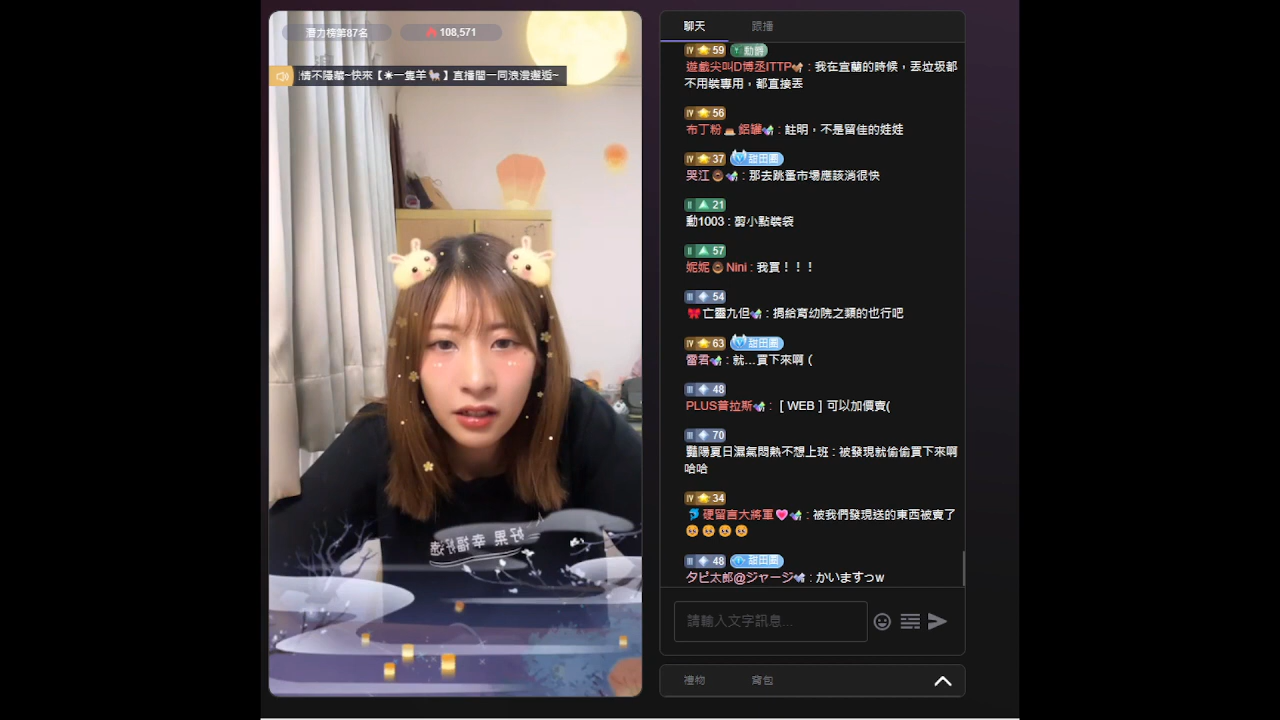 潛力榜第87名
108,571
情不隱藏~快來【☀一隻羊🐏】直播間一同浪漫邂逅~
好果 幸福
聊天
跟播
IV ⭐ 59 勳爵
遊戲尖叫D博丞ITTP : 我在宜蘭的時候，丟垃圾都
不用裝專用，都直接丟
IV ⭐ 56
布丁粉🍮鋁罐 : 註明，不是留佳的娃娃
IV ⭐ 37 甜田圈
哭江🍩 : 那去跳蚤市場應該消很快
II 21
動1003 : 剪小點裝袋
II 57
妮妮🍩Nini : 我買！！！
III 54
🎀亡靈九但 : 捐給育幼院之類的也行吧
IV ⭐ 63 甜田圈
雷君 : 就...買下來啊 (
III 48
PLUS普拉斯 : [ WEB ] 可以加價賣(
III 70
豔陽夏日濕氣悶熱不想上班 : 被發現就偷偷買下來啊
哈哈
IV ⭐ 34
🐬硬留言大將軍💗 : 被我們發現送的東西被賣了
🥺🥺🥺🥺
III 48 甜田圈
タピ太郎@ジャージ : かいますっw
請輸入文字訊息...
禮物
背包